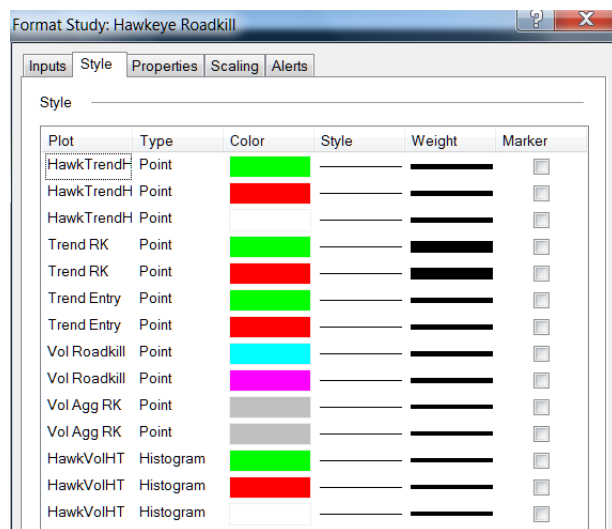 Format Study: Hawkeye Roadkill
Inputs Style Properties Scaling Alerts
Style
Plot Type Color Style Weight Marker
HawkTrendH Point
HawkTrendH Point
HawkTrendH Point
Trend RK Point
Trend RK Point
Trend Entry Point
Trend Entry Point
Vol Roadkill Point
Vol Roadkill Point
Vol Agg RK Point
Vol Agg RK Point
HawkVolHT Histogram
HawkVolHT Histogram
HawkVolHT Histogram